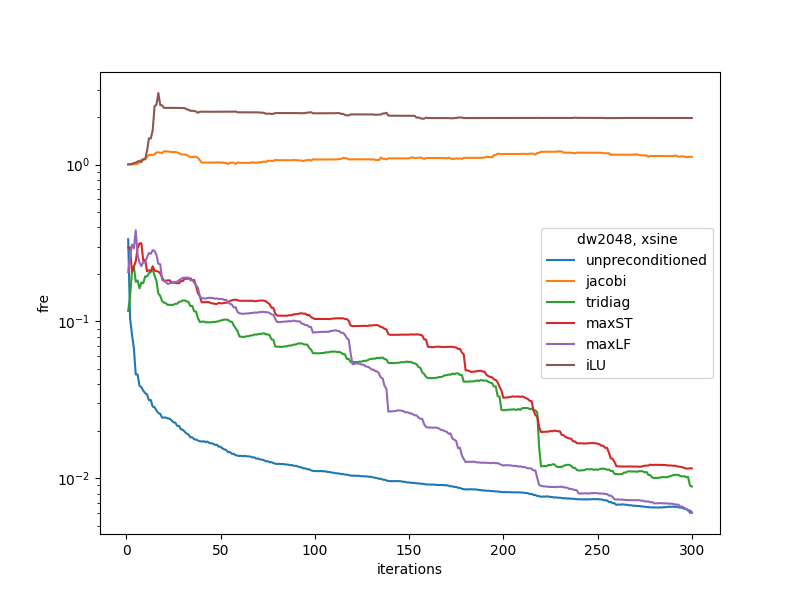 fre
10⁰
10⁻¹
10⁻²
dw2048, xsine
unpreconditioned
jacobi
tridiag
maxST
maxLF
iLU
0 50 100 150 200 250 300
iterations